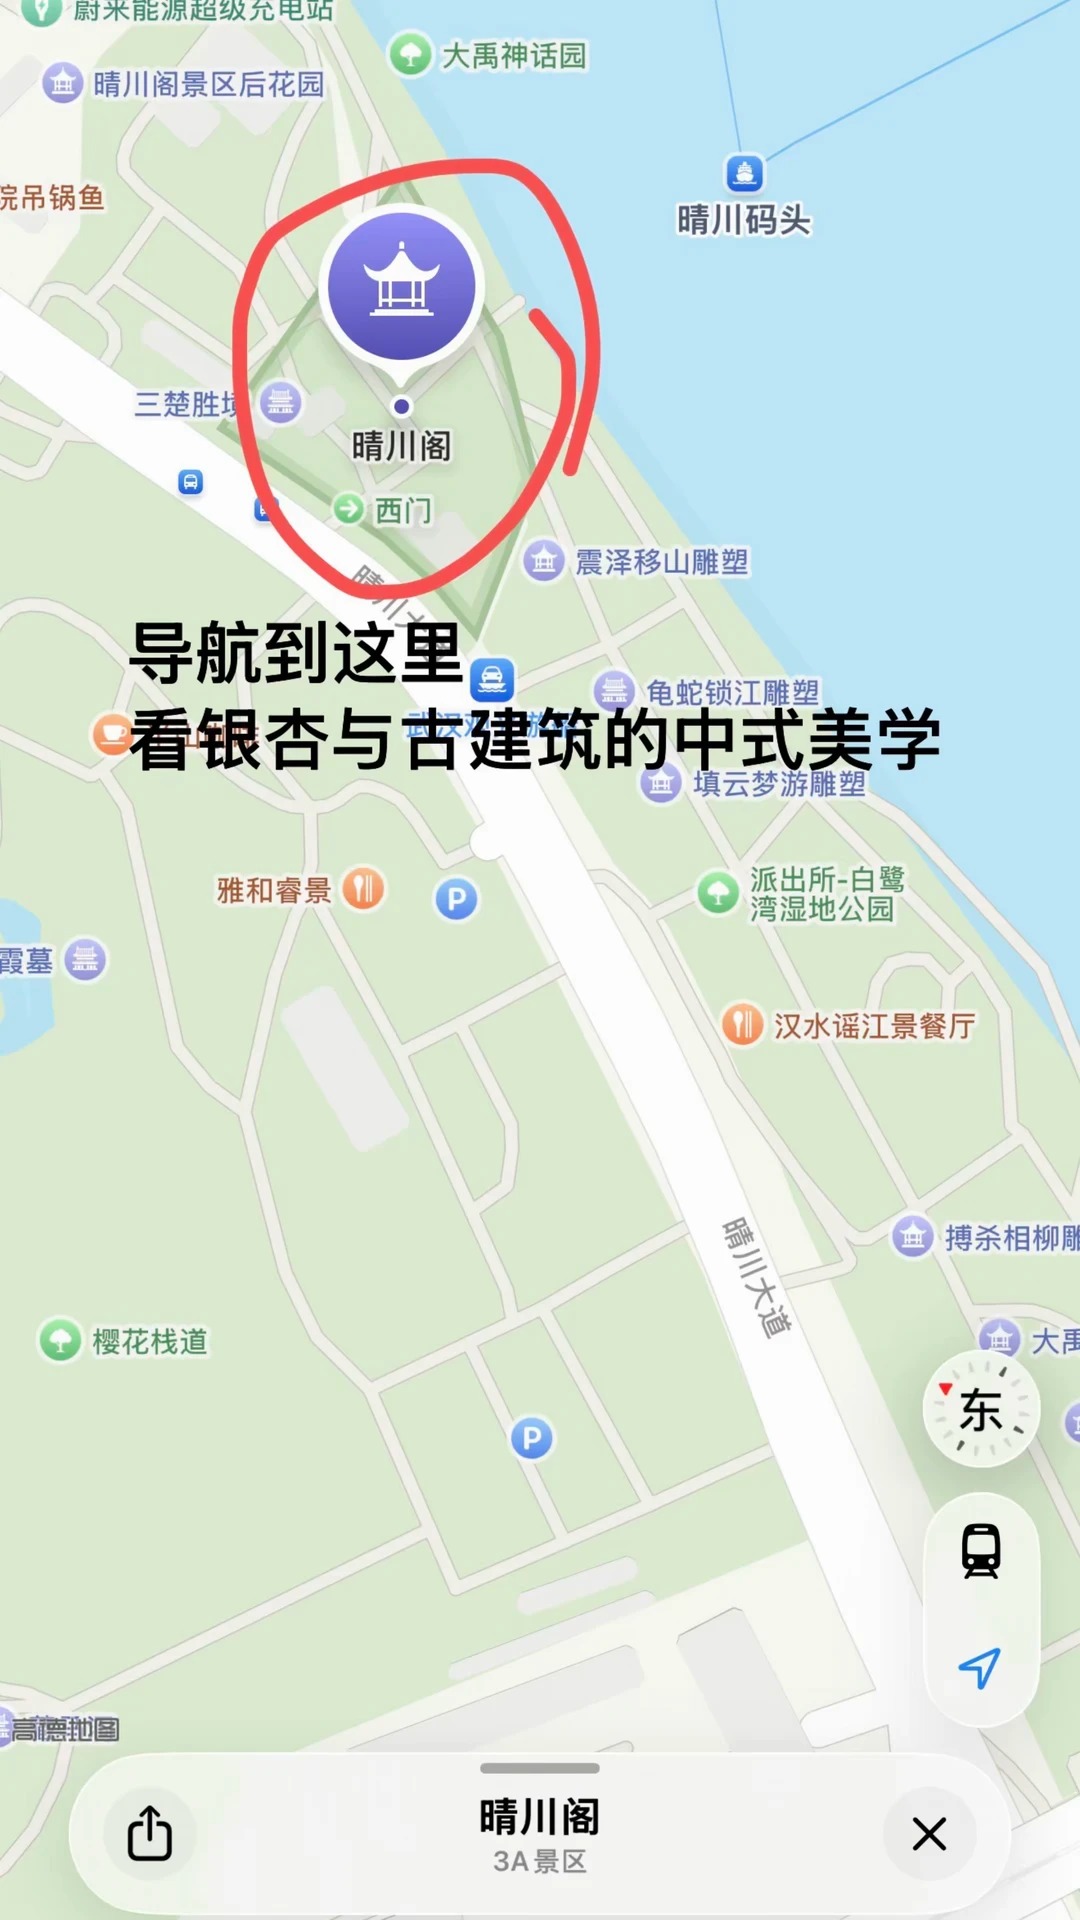 蔚来能源超级充电站
大禹神话园
晴川阁景区后花园
晴川码头
院吊锅鱼
三楚胜境
晴川阁
西门
震泽移山雕塑
晴川大
导航到这里
龟蛇锁江雕塑
看银杏与古建筑的中式美学
填云梦游雕塑
雅和睿景
P
派出所-白鹭
湾湿地公园
霞墓
汉水谣江景餐厅
晴川大道
搏杀相柳雕
樱花栈道
大禹
东
P
高德地图
晴川阁
3A景区